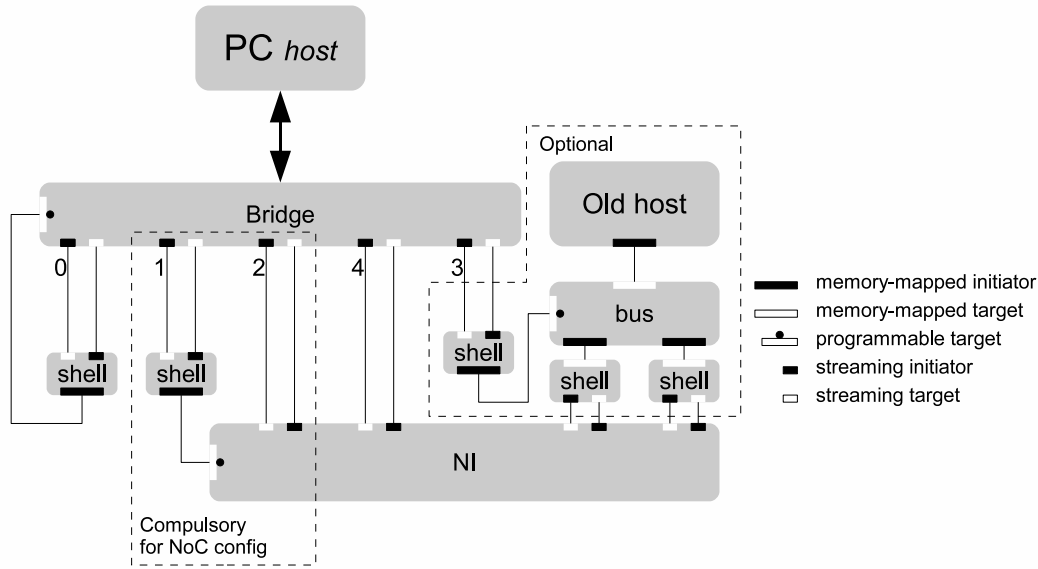 PC host
Optional
Old host
Bridge
0
1
2
4
3
bus
memory-mapped initiator
memory-mapped target
programmable target
streaming initiator
streaming target
shell
shell
shell
shell
shell
NI
Compulsory
for NoC config